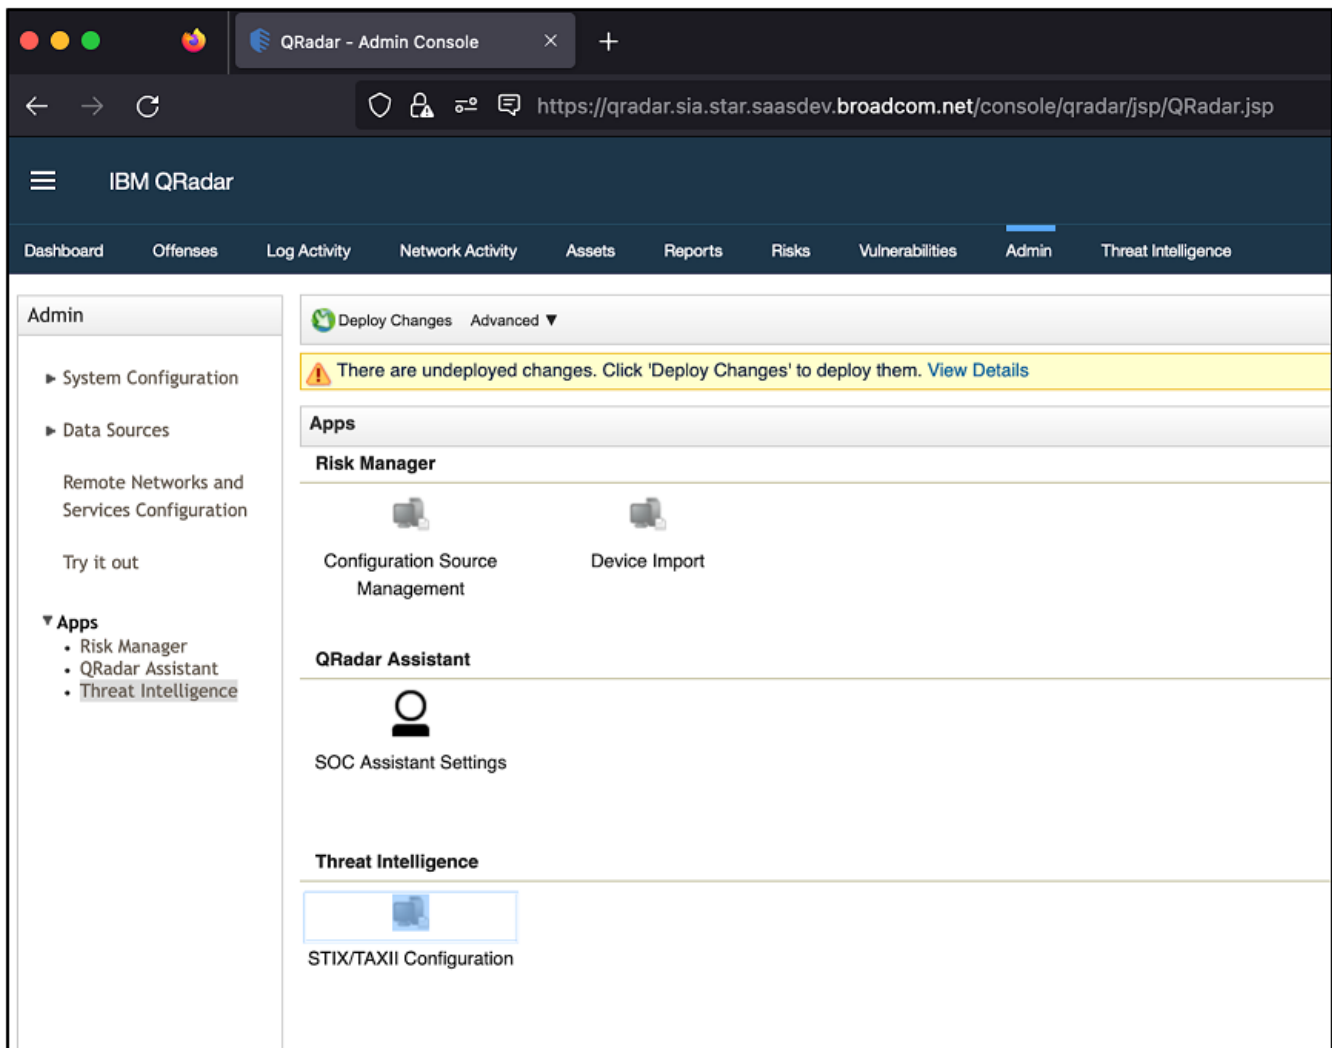 QRadar - Admin Console
https://qradar.sia.star.saasdev.broadcom.net/console/qradar/jsp/QRadar.jsp
IBM QRadar
Dashboard Offenses Log Activity Network Activity Assets Reports Risks Vulnerabilities Admin Threat Intelligence
Admin
System Configuration
Data Sources
Remote Networks and
Services Configuration
Try it out
Apps
Risk Manager
QRadar Assistant
Threat Intelligence
Deploy Changes Advanced ▼
There are undeployed changes. Click 'Deploy Changes' to deploy them. View Details
Apps
Risk Manager
Configuration Source
Management
Device Import
QRadar Assistant
SOC Assistant Settings
Threat Intelligence
STIX/TAXII Configuration